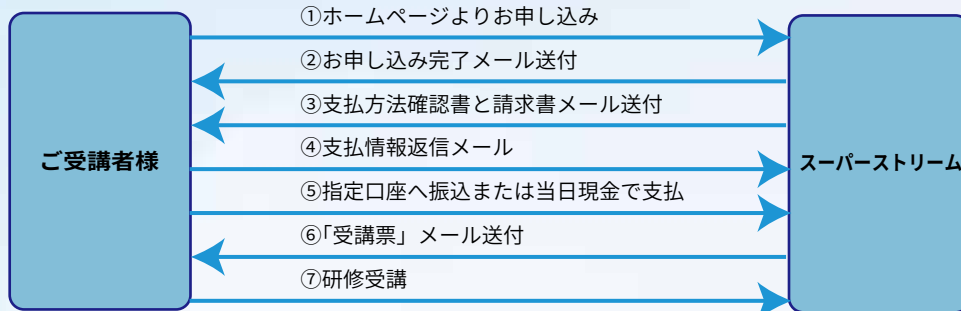 ①ホームページよりお申し込み
②お申し込み完了メール送付
③支払方法確認書と請求書メール送付
④支払情報返信メール
ご受講者様
スーパーストリーム
⑤指定口座へ振込または当日現金で支払
⑥「受講票」メール送付
⑦研修受講